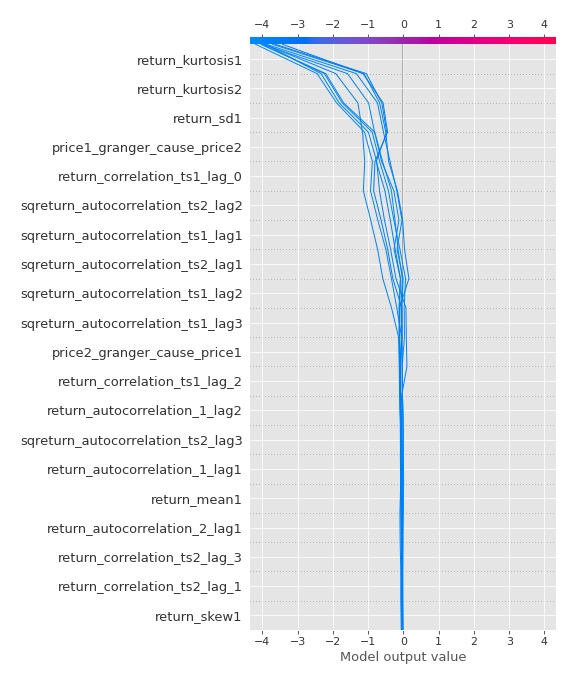 −4 −3 −2 −1 0 1 2 3 4
return_kurtosis1
return_kurtosis2
return_sd1
price1_granger_cause_price2
return_correlation_ts1_lag_0
sqreturn_autocorrelation_ts2_lag2
sqreturn_autocorrelation_ts1_lag1
sqreturn_autocorrelation_ts2_lag1
sqreturn_autocorrelation_ts1_lag2
sqreturn_autocorrelation_ts1_lag3
price2_granger_cause_price1
return_correlation_ts1_lag_2
return_autocorrelation_1_lag2
sqreturn_autocorrelation_ts2_lag3
return_autocorrelation_1_lag1
return_mean1
return_autocorrelation_2_lag1
return_correlation_ts2_lag_3
return_correlation_ts2_lag_1
return_skew1
−4 −3 −2 −1 0 1 2 3 4
Model output value